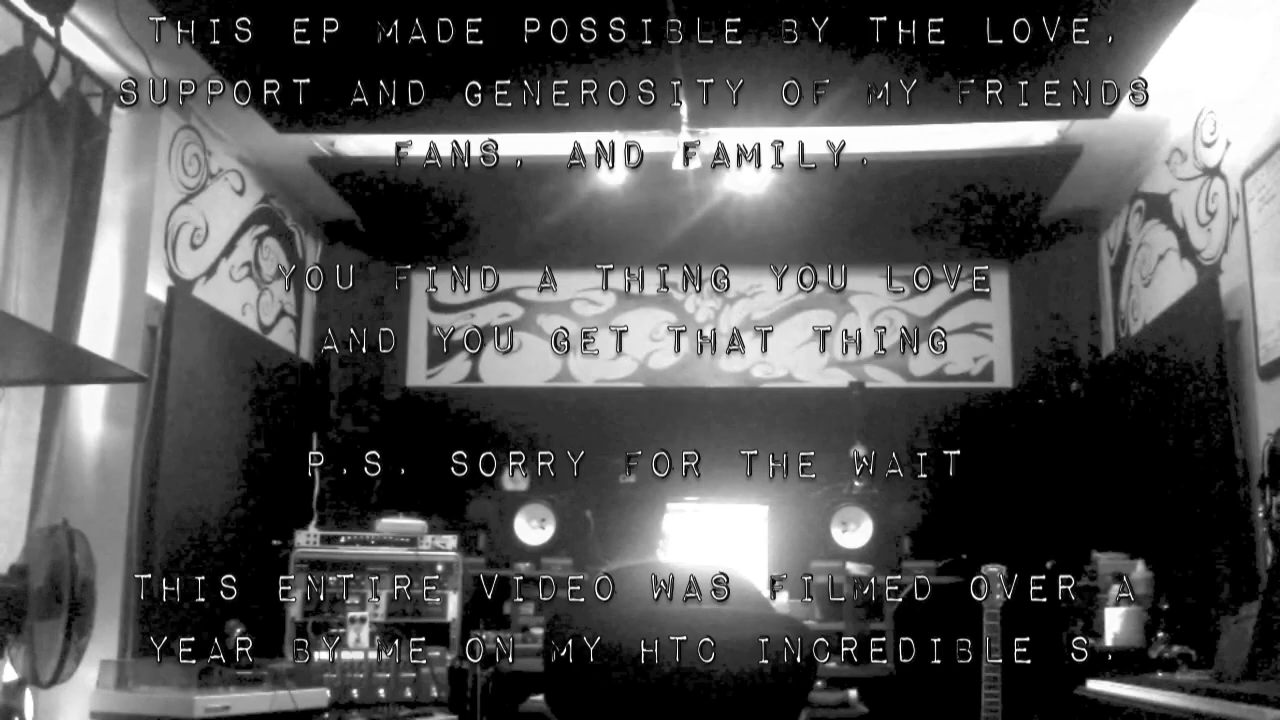 THIS EP MADE POSSIBLE BY THE LOVE,
SUPPORT AND GENEROSITY OF MY FRIENDS
FANS, AND FAMILY.
YOU FIND A THING YOU LOVE
AND YOU GET THAT THING
P.S. SORRY FOR THE WAIT
THIS ENTIRE VIDEO WAS FILMED OVER A
YEAR BY ME ON MY HTC INCREDIBLE S.